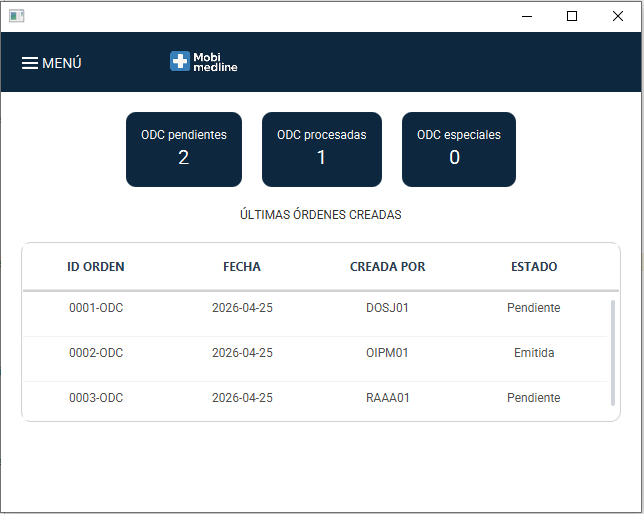 MENÚ
Mobi
medline
ODC pendientes
2
ODC procesadas
1
ODC especiales
0
ÚLTIMAS ÓRDENES CREADAS
ID ORDEN FECHA CREADA POR ESTADO
0001-ODC 2026-04-25 DOSJ01 Pendiente
0002-ODC 2026-04-25 OIPM01 Emitida
0003-ODC 2026-04-25 RAAA01 Pendiente